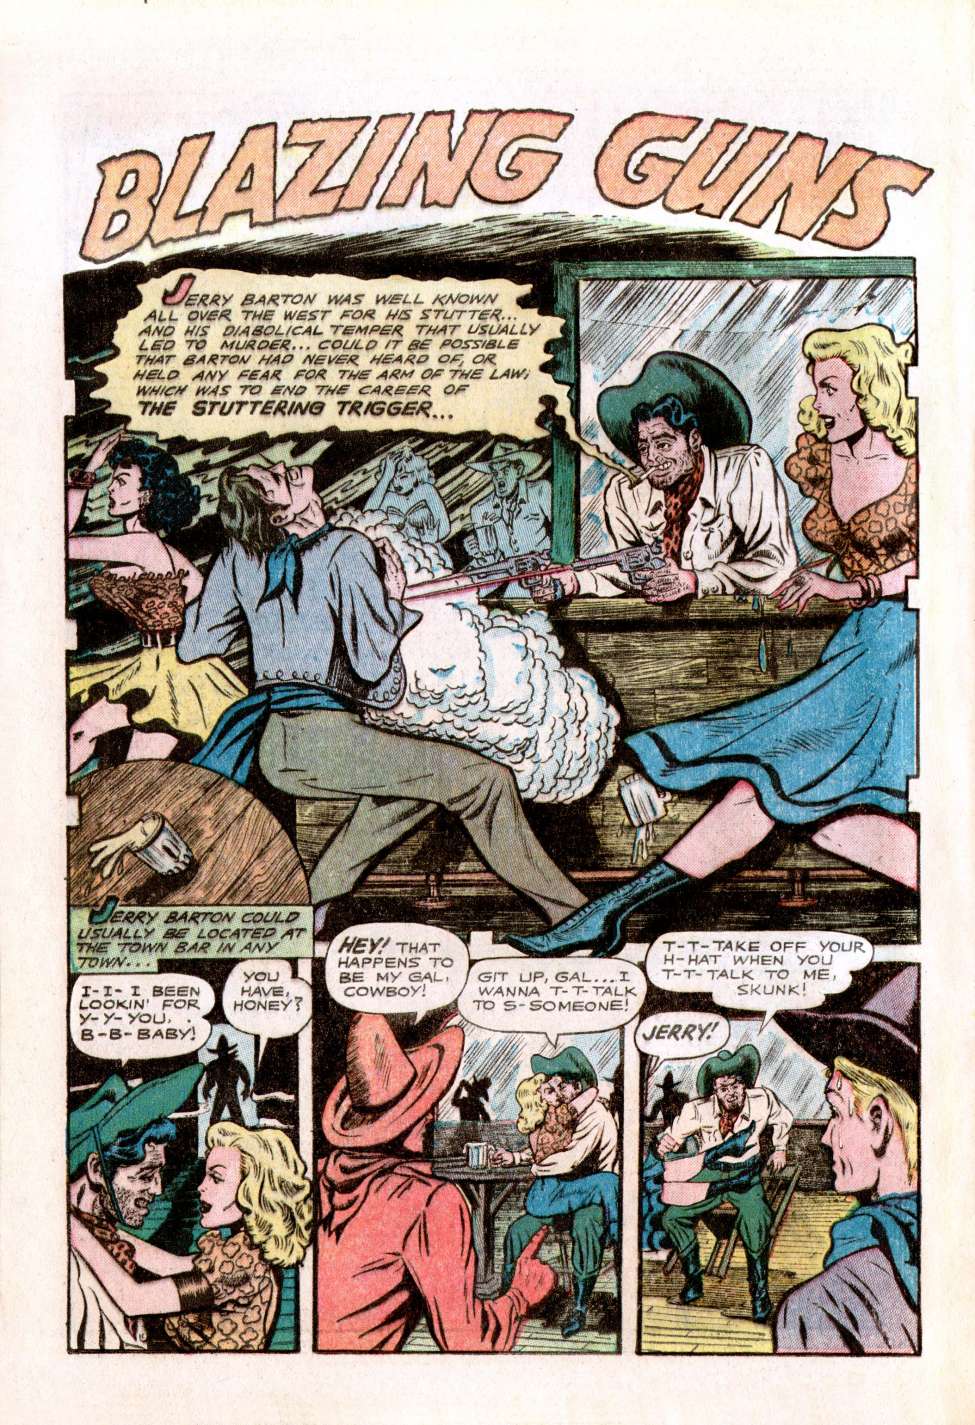 BLAZING GUNS
JERRY BARTON WAS WELL KNOWN
ALL OVER THE WEST FOR HIS STUTTER...
AND HIS DIABOLICAL TEMPER THAT USUALLY
LED TO MURDER... COULD IT BE POSSIBLE
THAT BARTON HAD NEVER HEARD OF, OR
HELD ANY FEAR FOR THE ARM OF THE LAW;
WHICH WAS TO END THE CAREER OF
THE STUTTERING TRIGGER...
JERRY BARTON COULD
USUALLY BE LOCATED AT
THE TOWN BAR IN ANY
TOWN...
I-I-I BEEN
LOOKIN' FOR
Y-Y-YOU..
B-B-BABY!
YOU
HAVE,
HONEY?
HEY! THAT
HAPPENS TO
BE MY GAL,
COWBOY!
GIT UP, GAL....I
WANNA T-T-TALK
TO S-SOMEONE!
T-T-TAKE OFF YOUR
H-HAT WHEN YOU
T-T-TALK TO ME,
SKUNK!
JERRY!